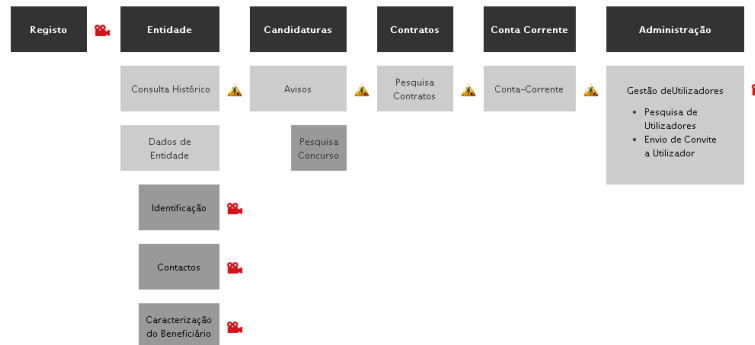 Registo
Entidade
Candidaturas
Contratos
Conta Corrente
Administração
Consulta Histórico
Avisos
Pesquisa
Contratos
Conta-Corrente
Gestão deUtilizadores
Pesquisa de
Utilizadores
Envio de Convite
a Utilizador
Dados de
Entidade
Pesquisa
Concurso
Identificação
Contactos
Caracterização
do Beneficiário